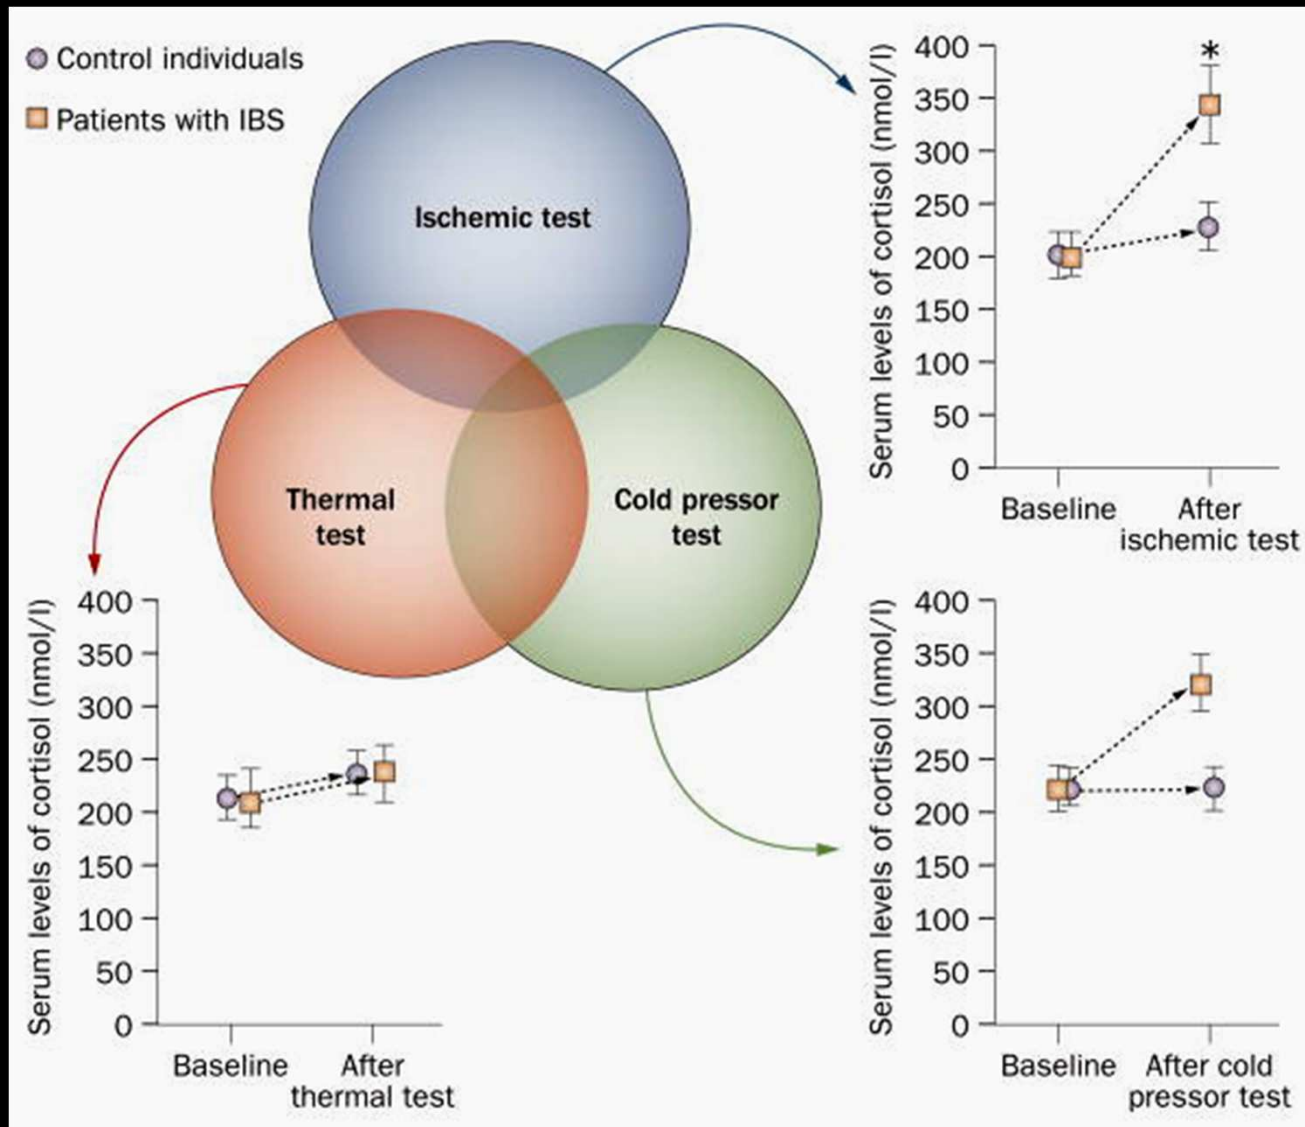 Control individuals
Patients with IBS
Ischemic test
Thermal
test
Cold pressor
test
Serum levels of cortisol (nmol/l)
400
350
300
250
200
150
100
50
0
*
Baseline
After
ischemic test
Serum levels of cortisol (nmol/l)
400
350
300
250
200
150
100
50
0
Baseline
After
thermal test
Serum levels of cortisol (nmol/l)
400
350
300
250
200
150
100
50
0
Baseline
After cold
pressor test